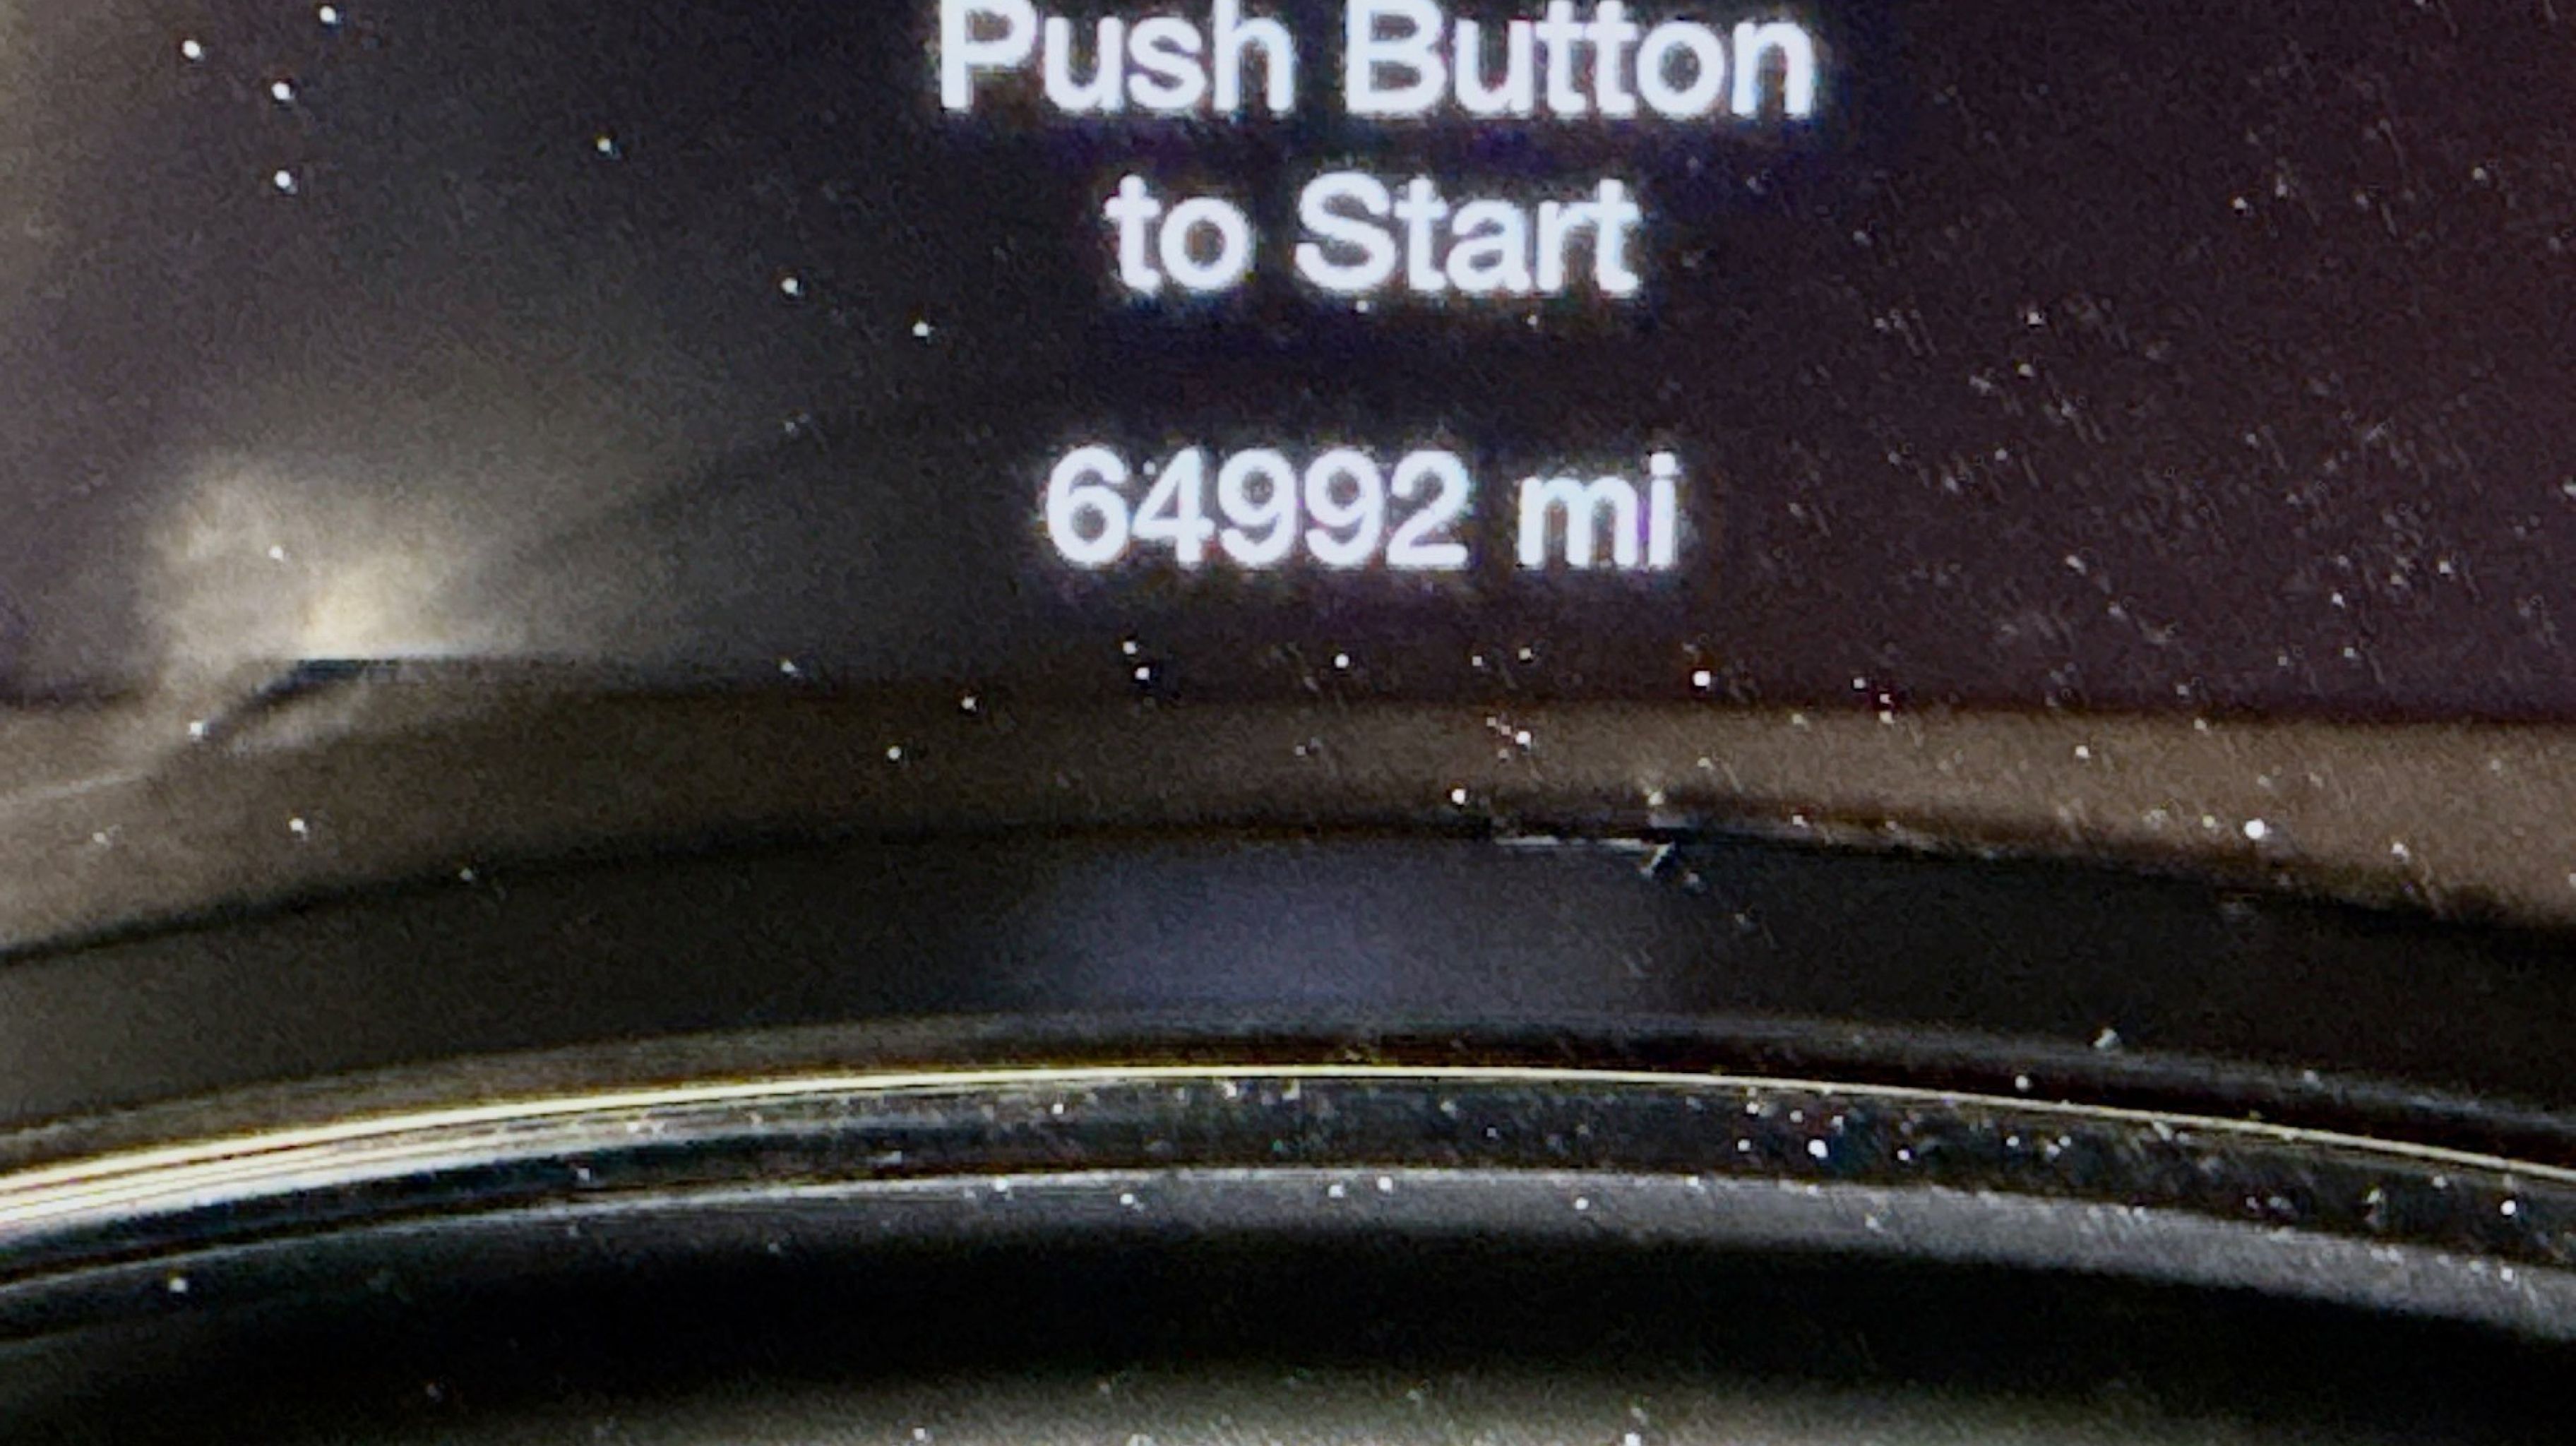 Push Button
to Start
64992 mi